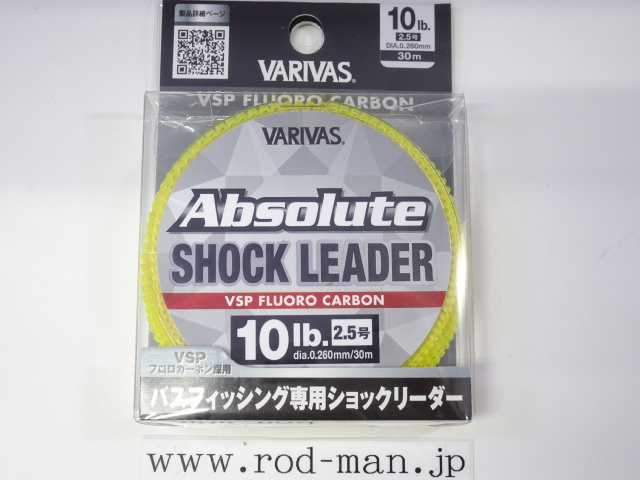 製品詳細ページ
10lb.
2.5号
DIA.0.260mm
30m
VARIVAS®
VSP FLUORO CARBON
VARIVAS®
Absolute
SHOCK LEADER
VSP FLUORO CARBON
10lb. 2.5号
dia.0.260mm/30m
VSP
フロロカーボン採用
バスフィッシング専用ショックリーダー
www.rod-man.jp